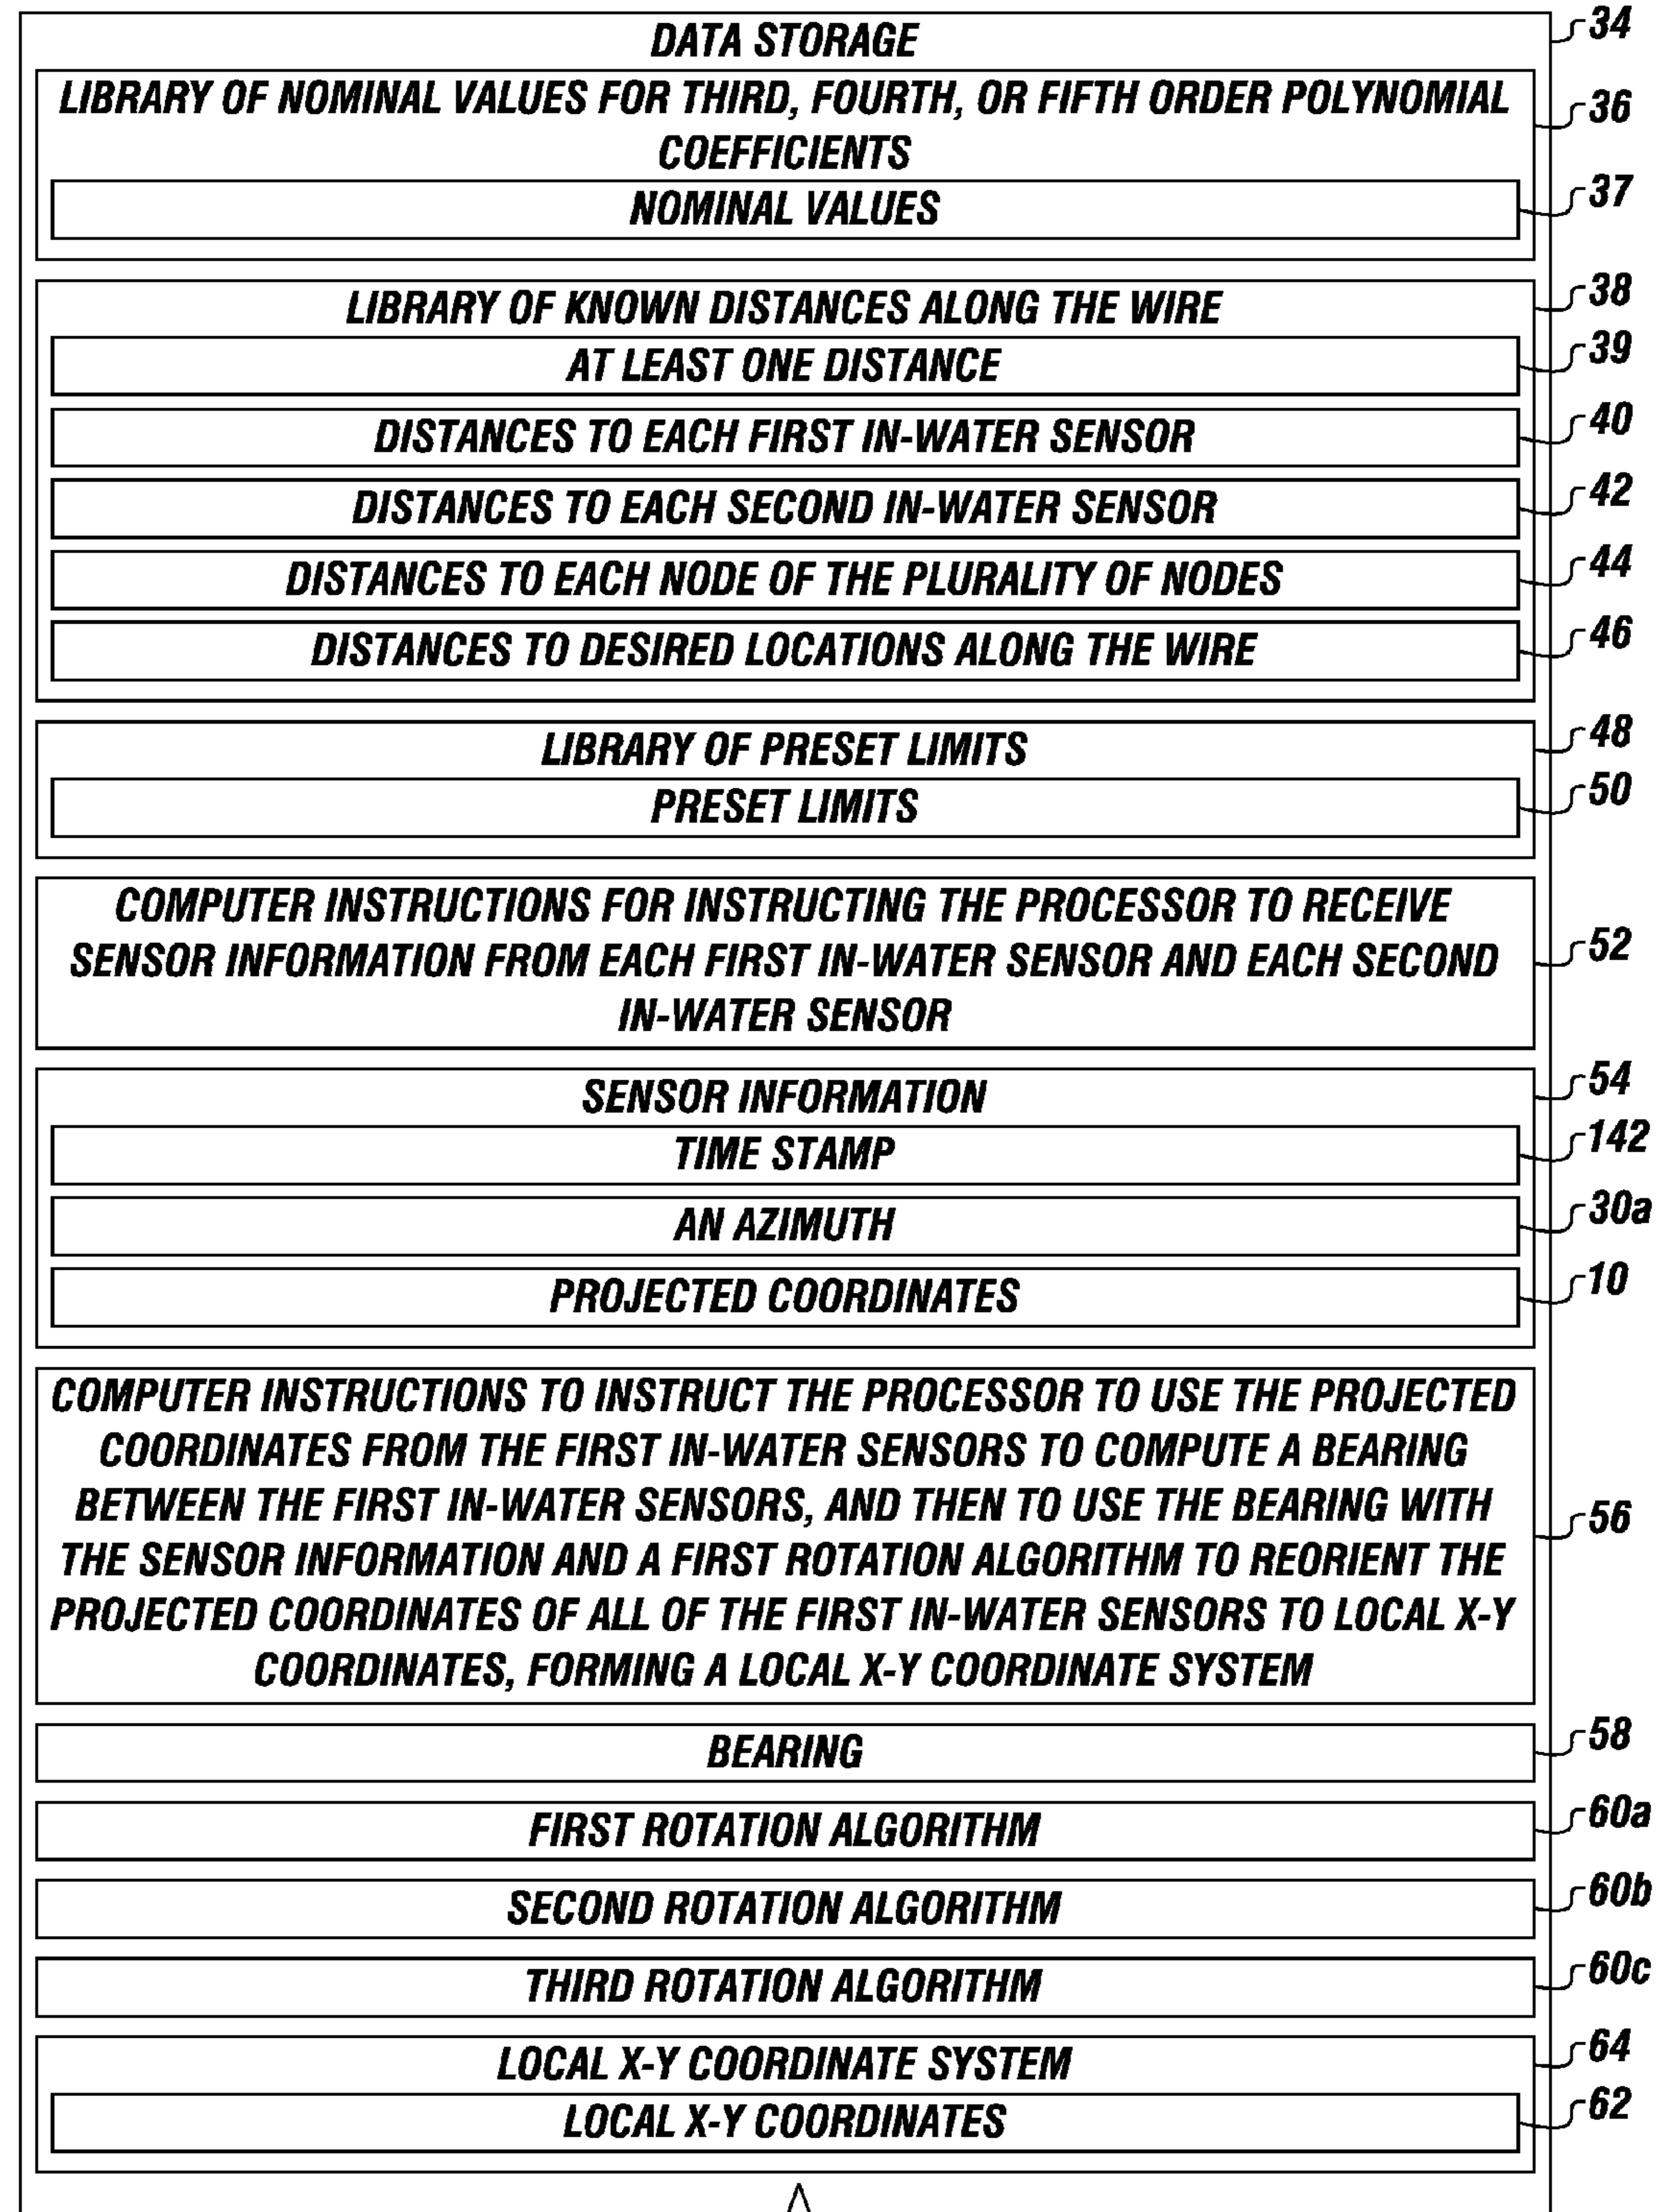 DATA STORAGE
34
LIBRARY OF NOMINAL VALUES FOR THIRD, FOURTH, OR FIFTH ORDER POLYNOMIAL
COEFFICIENTS
36
NOMINAL VALUES
37
LIBRARY OF KNOWN DISTANCES ALONG THE WIRE
38
AT LEAST ONE DISTANCE
39
DISTANCES TO EACH FIRST IN-WATER SENSOR
40
DISTANCES TO EACH SECOND IN-WATER SENSOR
42
DISTANCES TO EACH NODE OF THE PLURALITY OF NODES
44
DISTANCES TO DESIRED LOCATIONS ALONG THE WIRE
46
LIBRARY OF PRESET LIMITS
48
PRESET LIMITS
50
COMPUTER INSTRUCTIONS FOR INSTRUCTING THE PROCESSOR TO RECEIVE
SENSOR INFORMATION FROM EACH FIRST IN-WATER SENSOR AND EACH SECOND
IN-WATER SENSOR
52
SENSOR INFORMATION
54
TIME STAMP
142
AN AZIMUTH
30a
PROJECTED COORDINATES
10
COMPUTER INSTRUCTIONS TO INSTRUCT THE PROCESSOR TO USE THE PROJECTED
COORDINATES FROM THE FIRST IN-WATER SENSORS TO COMPUTE A BEARING
BETWEEN THE FIRST IN-WATER SENSORS, AND THEN TO USE THE BEARING WITH
THE SENSOR INFORMATION AND A FIRST ROTATION ALGORITHM TO REORIENT THE
PROJECTED COORDINATES OF ALL OF THE FIRST IN-WATER SENSORS TO LOCAL X-Y
COORDINATES, FORMING A LOCAL X-Y COORDINATE SYSTEM
56
BEARING
58
FIRST ROTATION ALGORITHM
60a
SECOND ROTATION ALGORITHM
60b
THIRD ROTATION ALGORITHM
60c
LOCAL X-Y COORDINATE SYSTEM
64
LOCAL X-Y COORDINATES
62